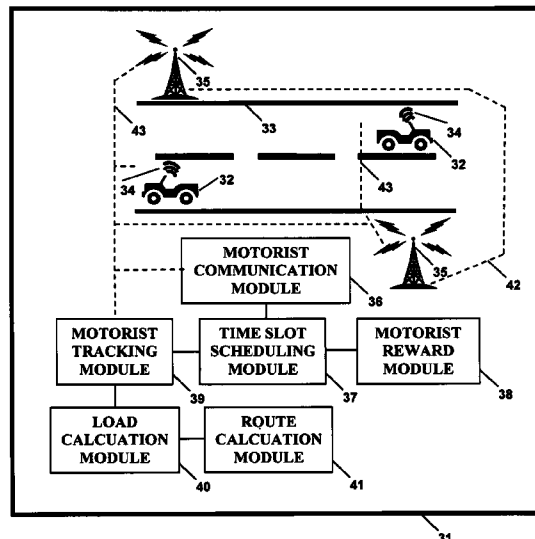 35
33
43
34
32
43
34
32
35
42
MOTORIST
COMMUNICATION
MODULE
36
MOTORIST
TRACKING
MODULE
39
TIME SLOT
SCHEDULING
MODULE
37
MOTORIST
REWARD
MODULE
38
LOAD
CALCUATION
MODULE
40
ROUTE
CALCUATION
MODULE
41
31